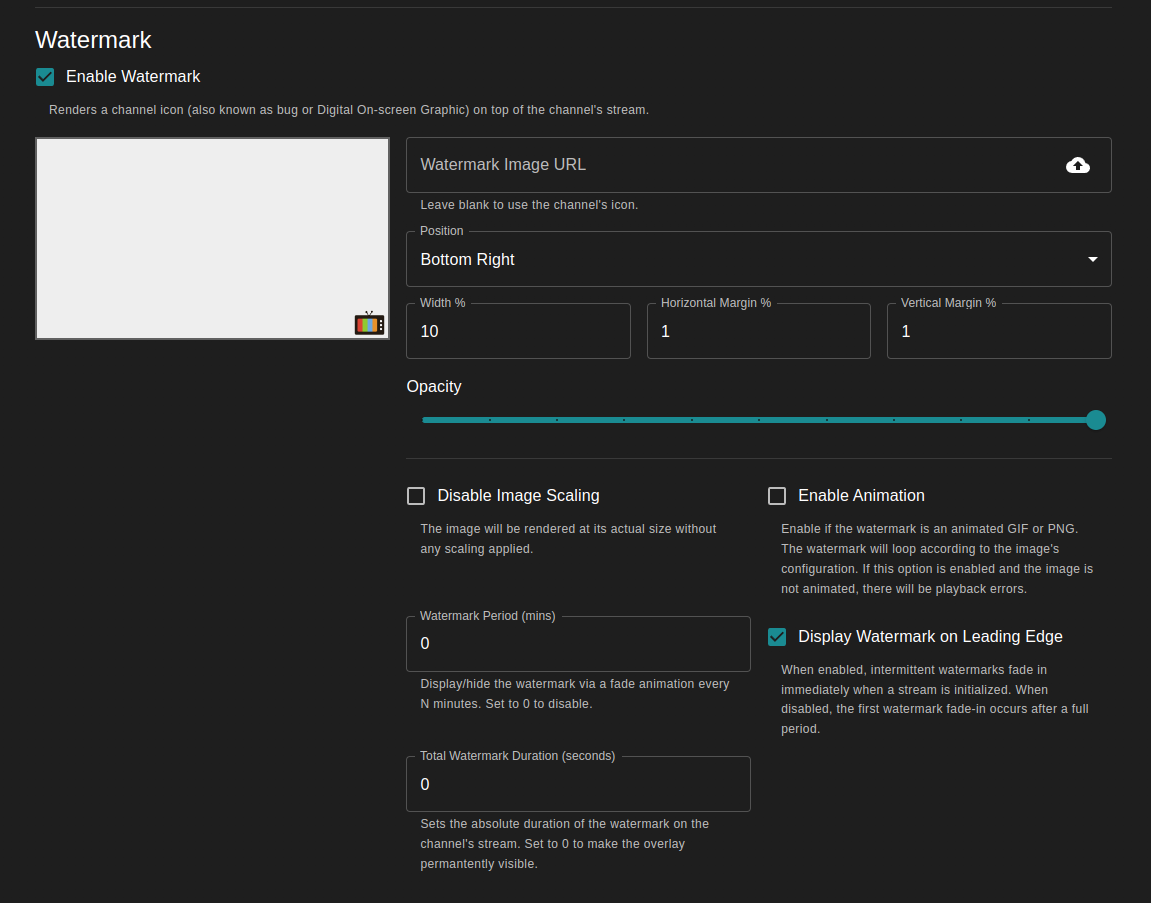 Watermark
Enable Watermark
Renders a channel icon (also known as bug or Digital On-screen Graphic) on top of the channel's stream.
Watermark Image URL
Leave blank to use the channel's icon.
Position
Bottom Right
Width %
10
Horizontal Margin %
1
Vertical Margin %
1
Opacity
Disable Image Scaling
The image will be rendered at its actual size without
any scaling applied.
Enable Animation
Enable if the watermark is an animated GIF or PNG.
The watermark will loop according to the image's
configuration. If this option is enabled and the image is
not animated, there will be playback errors.
Watermark Period (mins)
0
Display/hide the watermark via a fade animation every
N minutes. Set to 0 to disable.
Display Watermark on Leading Edge
When enabled, intermittent watermarks fade in
immediately when a stream is initialized. When
disabled, the first watermark fade-in occurs after a full
period.
Total Watermark Duration (seconds)
0
Sets the absolute duration of the watermark on the
channel's stream. Set to 0 to make the overlay
permantently visible.